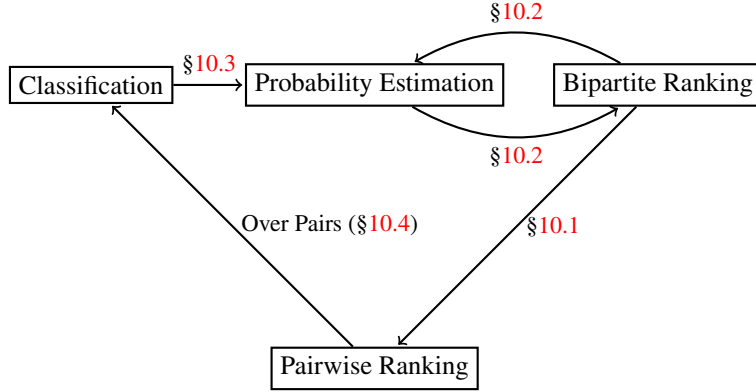 §10.2
§10.3
Classification
Probability Estimation
Bipartite Ranking
§10.2
Over Pairs (§10.4)
§10.1
Pairwise Ranking